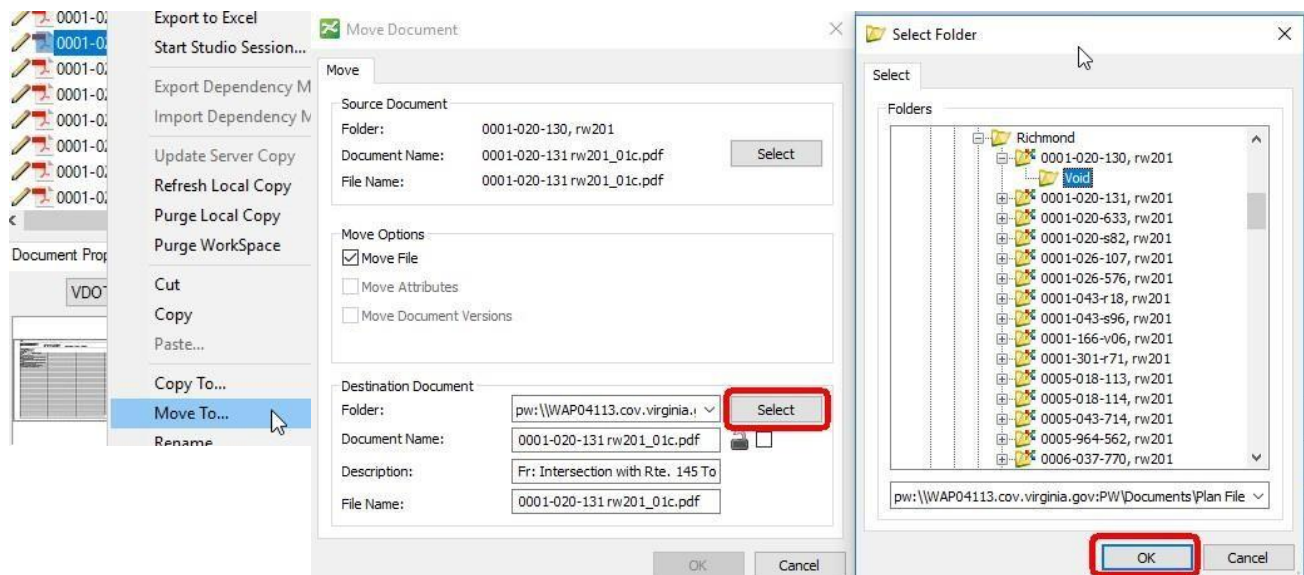 0001-02
0001-02
0001-02
0001-02
0001-02
0001-02
0001-02
0001-02
Document Prop
VDOT
Export to Excel
Start Studio Session...
Export Dependency M
Import Dependency M
Update Server Copy
Refresh Local Copy
Purge Local Copy
Purge WorkSpace
Cut
Copy
Paste...
Copy To...
Move To...
Rename
Move Document
Move
Source Document
Folder: 0001-020-130, rw201
Document Name: 0001-020-131 rw201_01c.pdf Select
File Name: 0001-020-131 rw201_01c.pdf
Move Options
Move File
Move Attributes
Move Document Versions
Destination Document
Folder: pw:\\WAP04113.cov.virginia.g Select
Document Name: 0001-020-131 rw201_01c.pdf
Description: Fr: Intersection with Rte. 145 To
File Name: 0001-020-131 rw201_01c.pdf
OK Cancel
Select Folder
Select
Folders
Richmond
0001-020-130, rw201
Void
0001-020-131, rw201
0001-020-633, rw201
0001-020-s82, rw201
0001-026-107, rw201
0001-026-576, rw201
0001-043-r18, rw201
0001-043-s96, rw201
0001-166-v06, rw201
0001-301-r71, rw201
0005-018-113, rw201
0005-018-114, rw201
0005-043-714, rw201
0005-964-562, rw201
0006-037-770, rw201
pw:\\WAP04113.cov.virginia.gov:PW\Documents\Plan File
OK Cancel